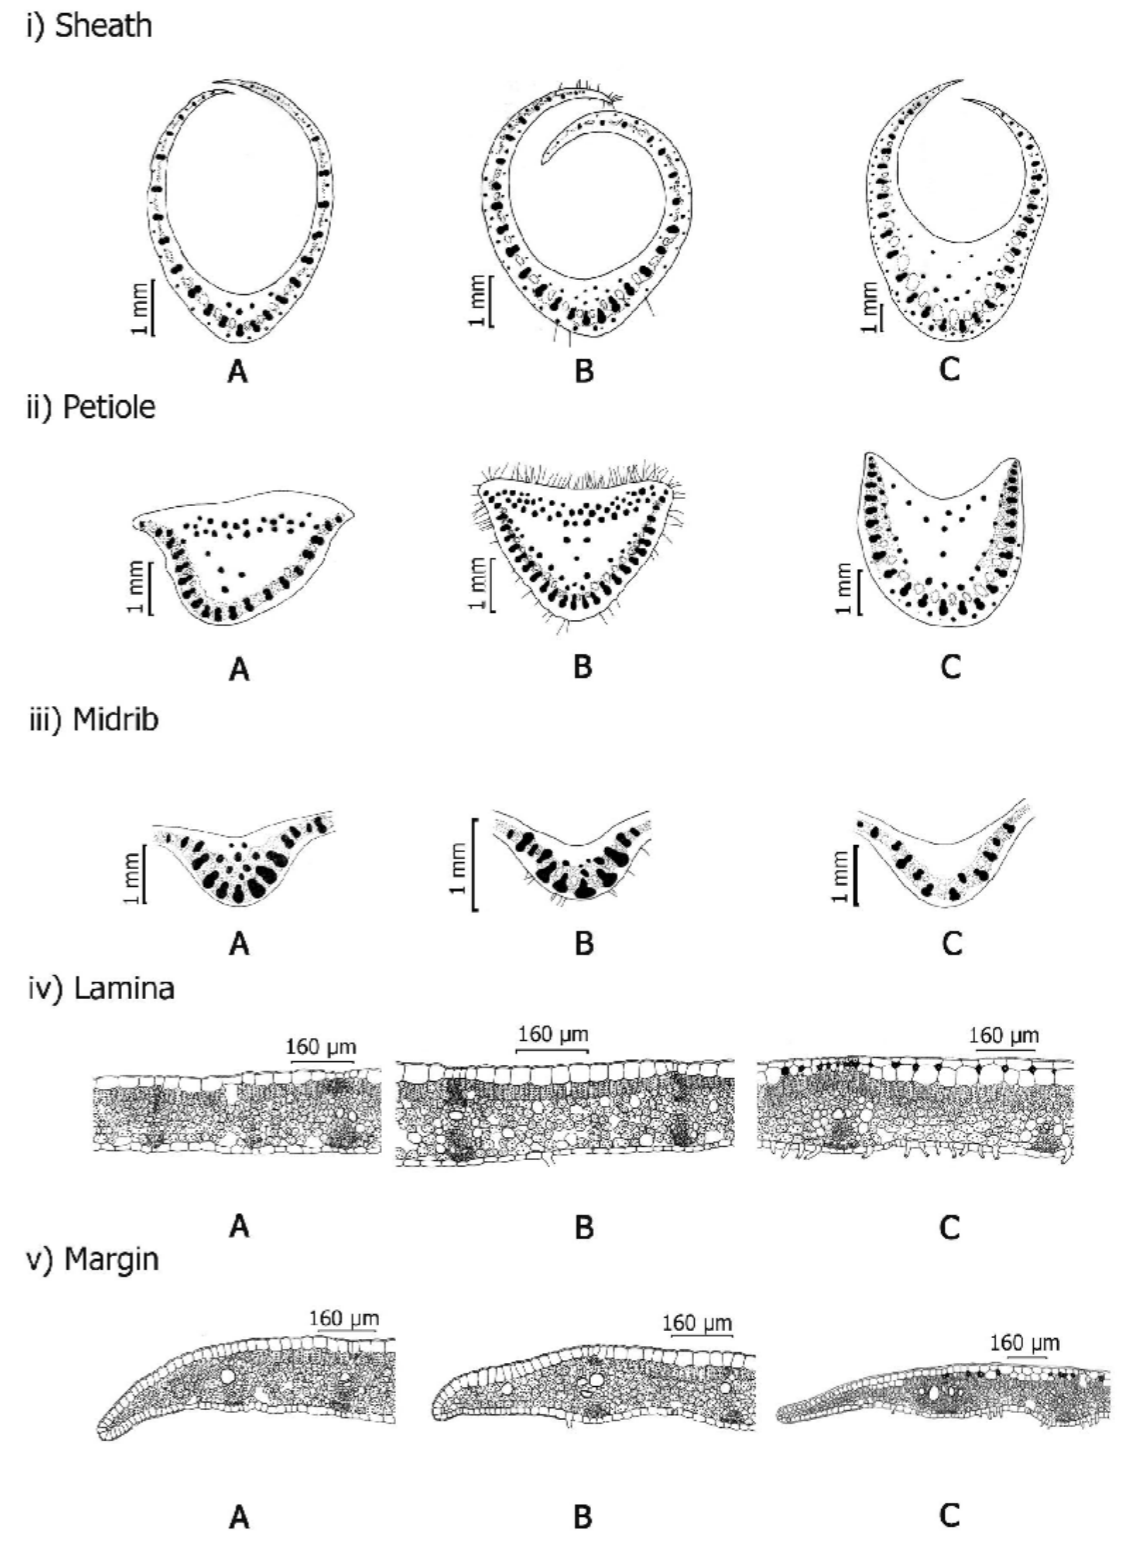 i) Sheath
1 mm
1 mm
1 mm
A B C
ii) Petiole
1 mm
1 mm
1 mm
A B C
iii) Midrib
1 mm
1 mm
1 mm
A B C
iv) Lamina
160 µm
160 µm
160 µm
A B C
v) Margin
160 µm
160 µm
160 µm
A B C